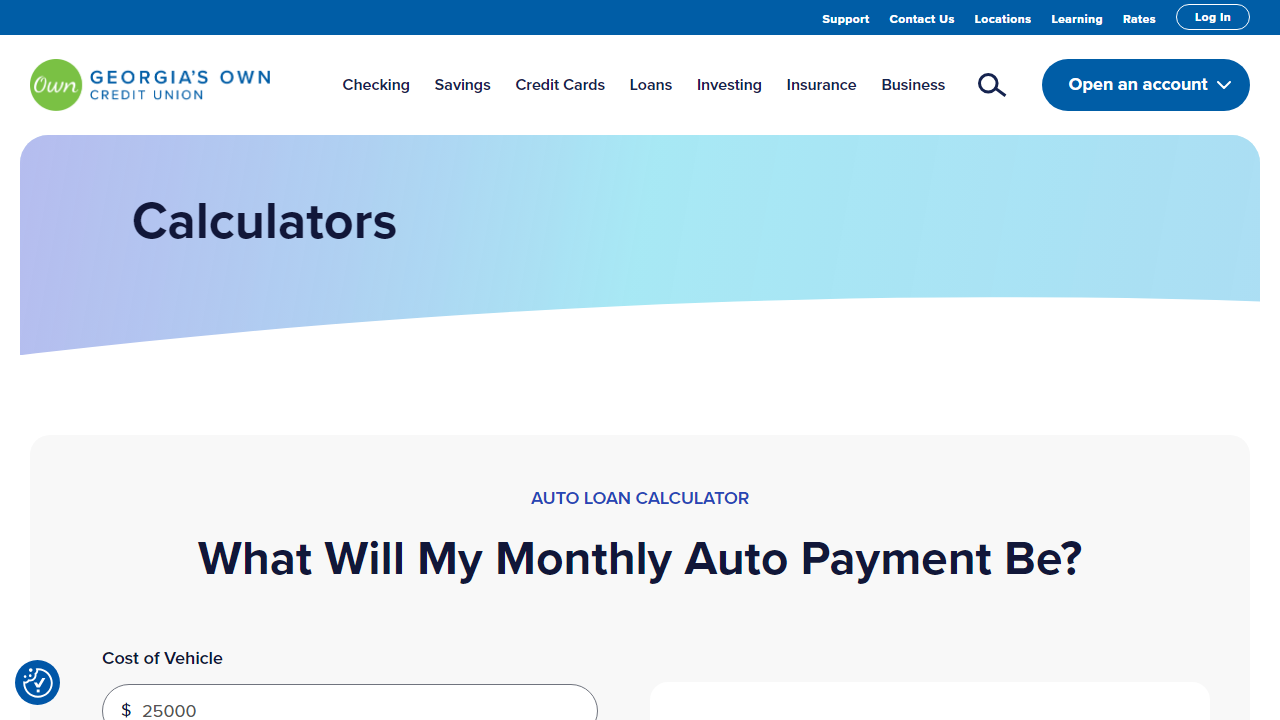 Support Contact Us Locations Learning Rates Log In
Own GEORGIA'S OWN
CREDIT UNION
Checking Savings Credit Cards Loans Investing Insurance Business Open an account
Calculators
AUTO LOAN CALCULATOR
What Will My Monthly Auto Payment Be?
Cost of Vehicle
$ 25000